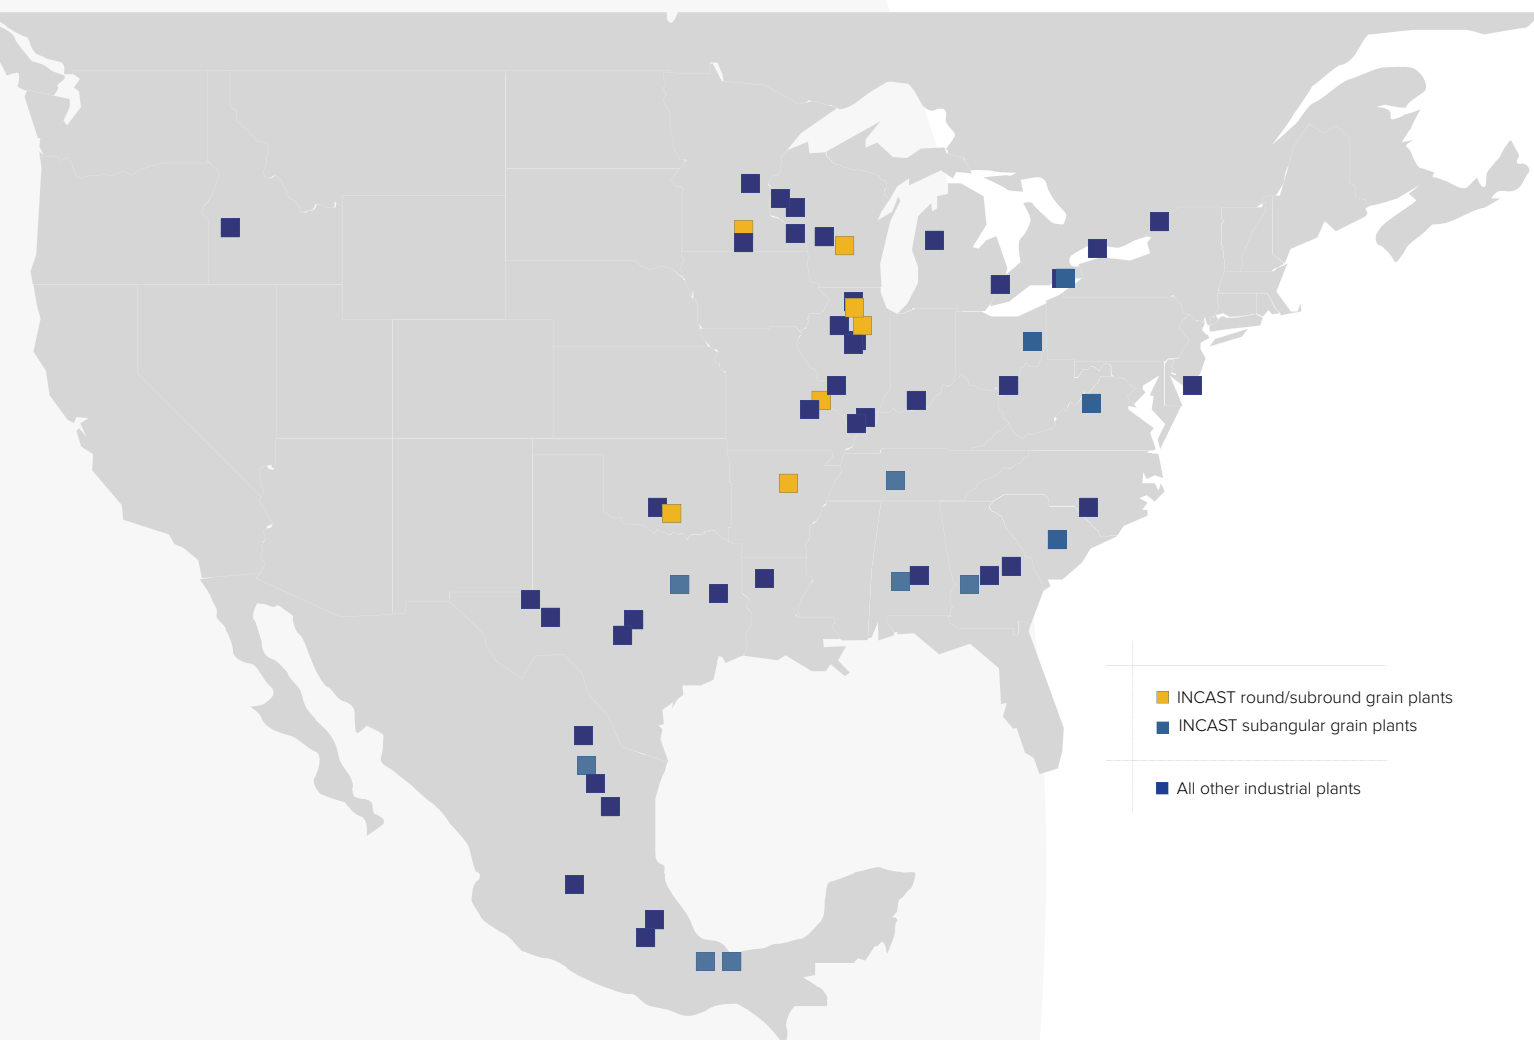 INCAST round/subround grain plants
INCAST subangular grain plants
All other industrial plants